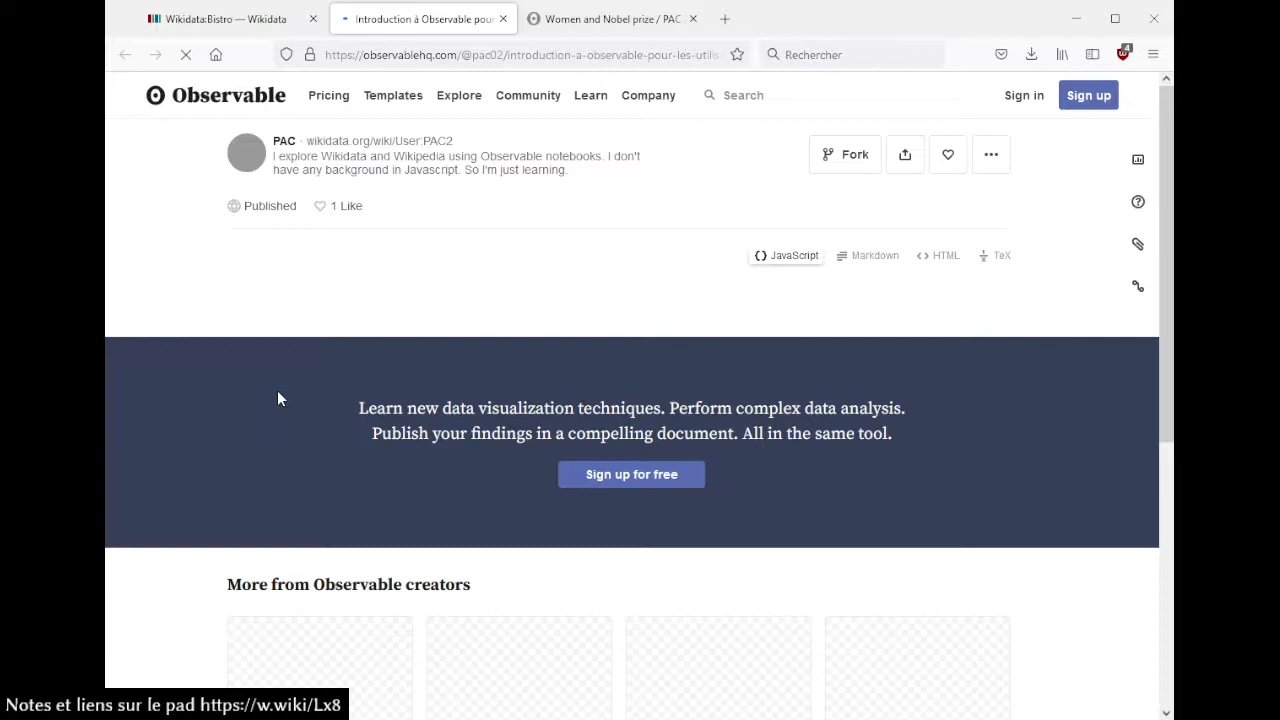 Wikidata:Bistro — Wikidata
Introduction à Observable pour
Women and Nobel prize / PAC
https://observablehq.com/@pac02/introduction-a-observable-pour-les-utilis
Rechercher
4
Observable
Pricing
Templates
Explore
Community
Learn
Company
Search
Sign in
Sign up
PAC · wikidata.org/wiki/User:PAC2
I explore Wikidata and Wikipedia using Observable notebooks. I don't
have any background in Javascript. So I'm just learning.
Fork
Published
1 Like
JavaScript
Markdown
HTML
TeX
Learn new data visualization techniques. Perform complex data analysis.
Publish your findings in a compelling document. All in the same tool.
Sign up for free
More from Observable creators
Notes et liens sur le pad https://w.wiki/Lx8